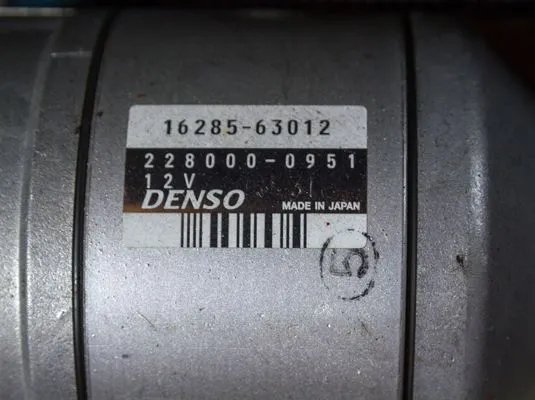 16285-63012
228000-0951
12V
DENSO MADE IN JAPAN
5